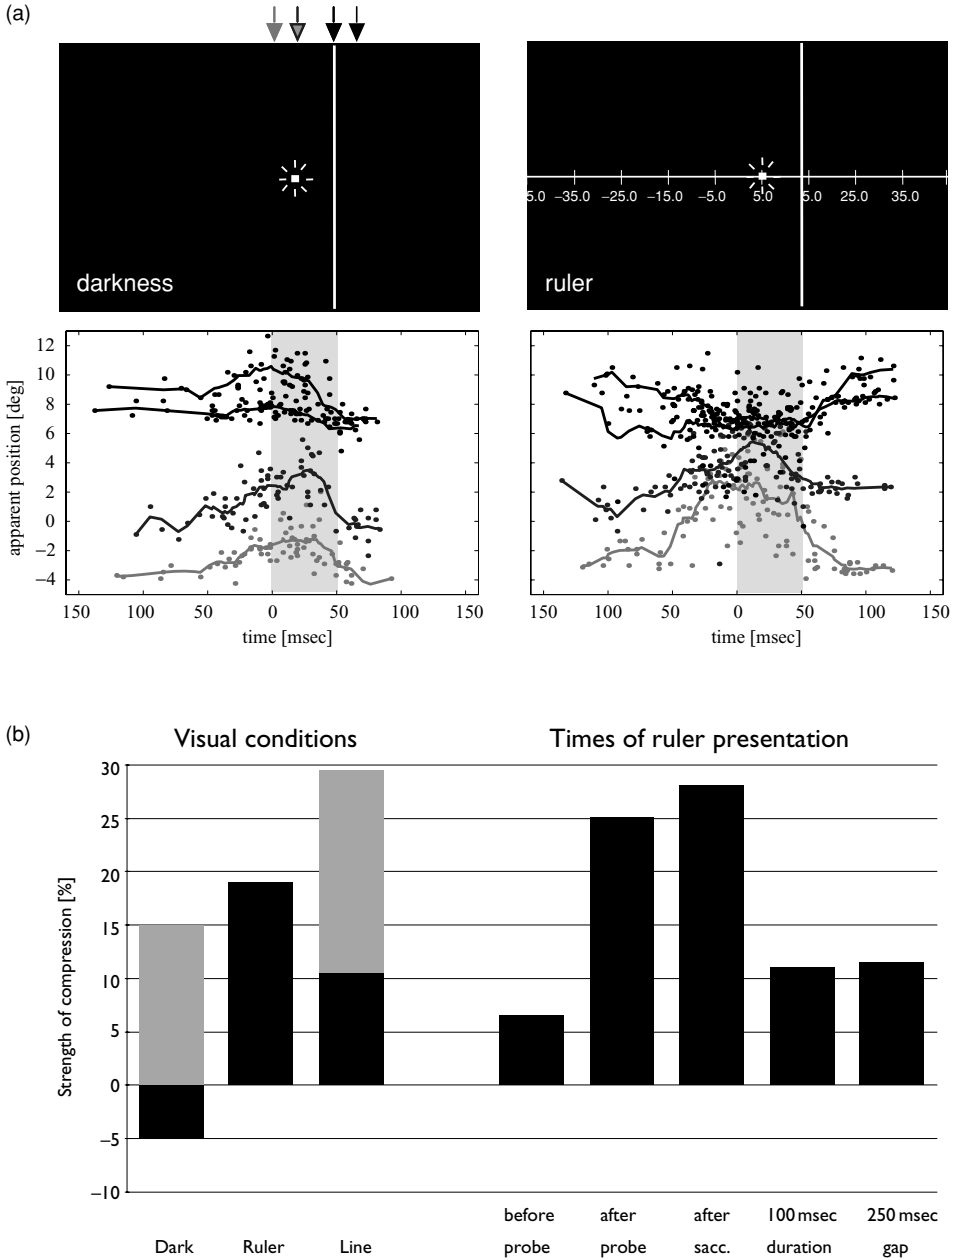 (a)
darkness
5.0 −35.0 −25.0 −15.0 −5.0 5.0 5.0 25.0 35.0
ruler
12
10
8
6
4
2
0
−2
−4
apparent position [deg]
150 100 50 0 50 100 150
time [msec]
150 100 50 0 50 100 150
time [msec]
(b)
Visual conditions
Times of ruler presentation
30
25
20
15
10
5
0
−5
−10
Strength of compression [%]
Dark
Ruler
Line
before
probe
after
probe
after
sacc.
100 msec
duration
250 msec
gap